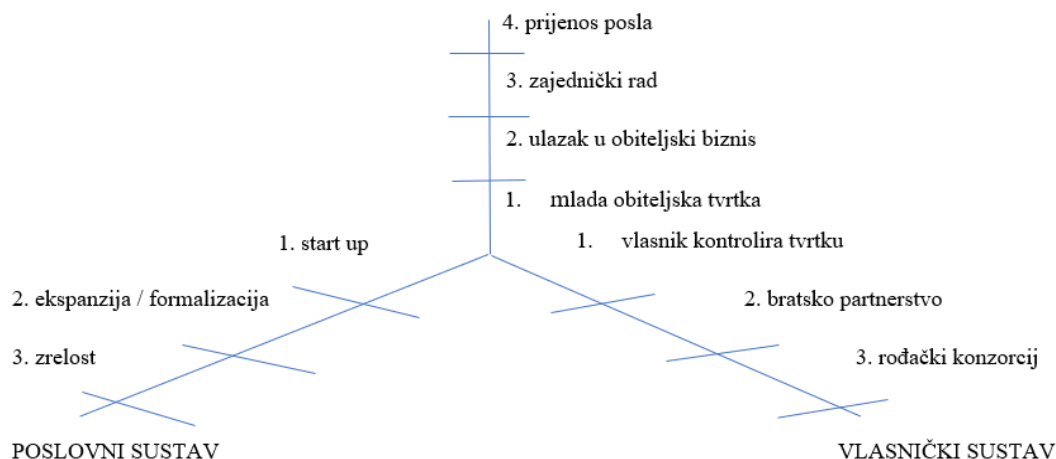 4. prijenos posla
3. zajednički rad
2. ulazak u obiteljski biznis
1. mlada obiteljska tvrtka
1. start up
1. vlasnik kontrolira tvrtku
2. ekspanzija / formalizacija
2. bratsko partnerstvo
3. zrelost
3. rođački konzorcij
POSLOVNI SUSTAV
VLASNIČKI SUSTAV